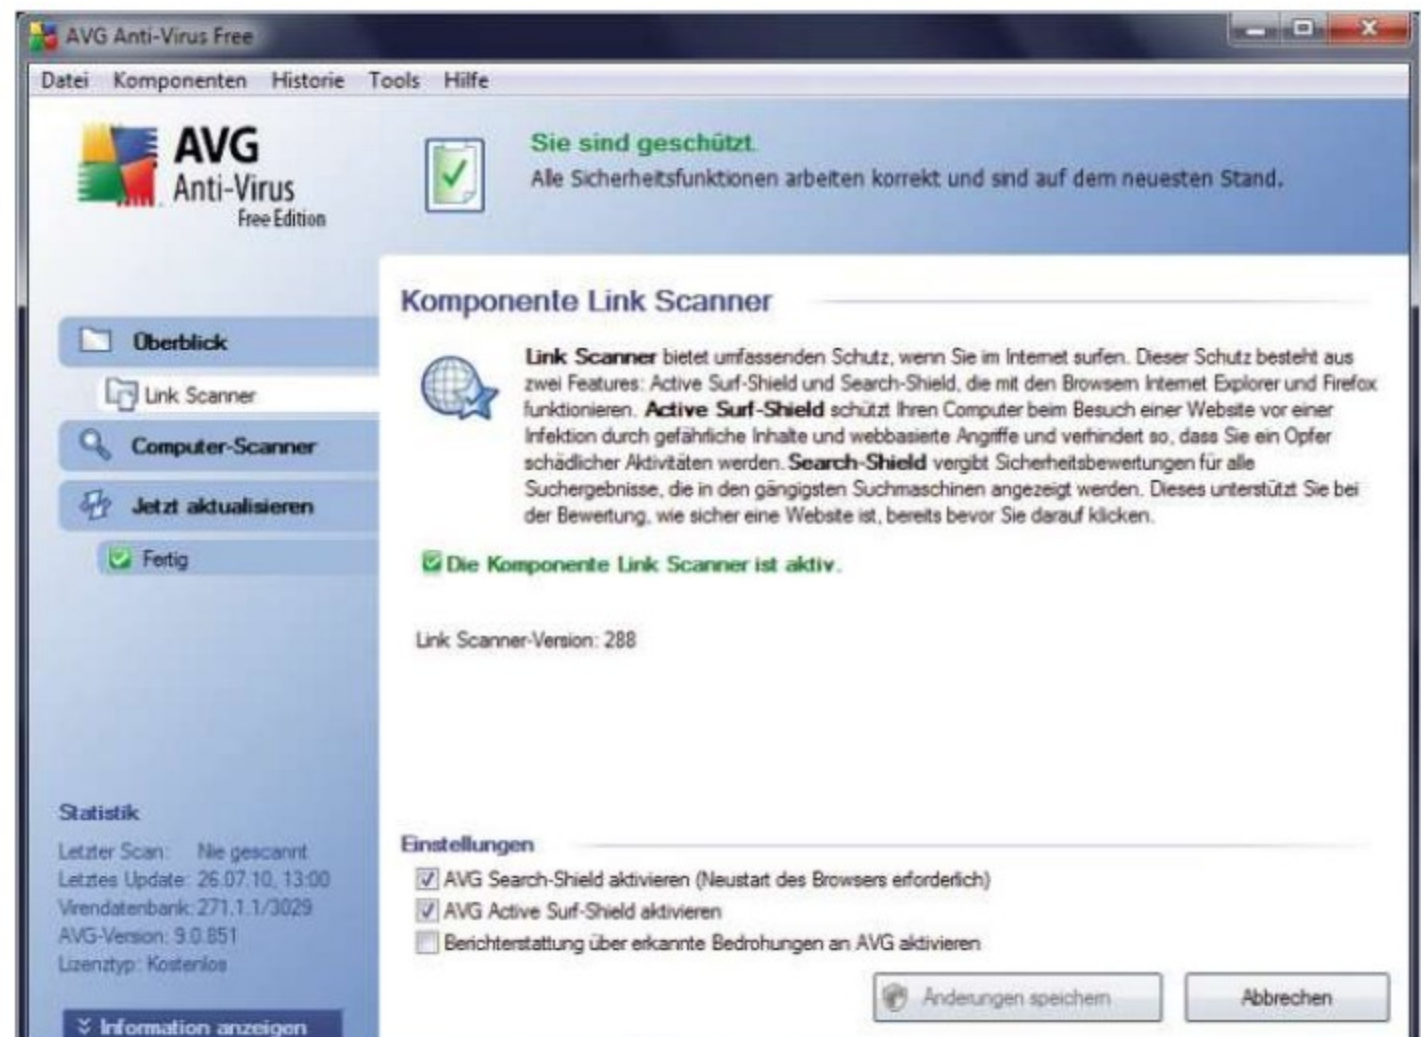 AVG Anti-Virus Free
Datei Komponenten Historie Tools Hilfe
AVG
Anti-Virus
Free Edition
Sie sind geschützt.
Alle Sicherheitsfunktionen arbeiten korrekt und sind auf dem neuesten Stand.
Überblick
Link Scanner
Computer-Scanner
Jetzt aktualisieren
Fertig
Komponente Link Scanner
Link Scanner bietet umfassenden Schutz, wenn Sie im Internet surfen. Dieser Schutz besteht aus
zwei Features: Active Surf-Shield und Search-Shield, die mit den Browsern Internet Explorer und Firefox
funktionieren. Active Surf-Shield schützt Ihren Computer beim Besuch einer Website vor einer
Infektion durch gefährliche Inhalte und webbasierte Angriffe und verhindert so, dass Sie ein Opfer
schädlicher Aktivitäten werden. Search-Shield vergibt Sicherheitsbewertungen für alle
Suchergebnisse, die in den gängigsten Suchmaschinen angezeigt werden. Dieses unterstützt Sie bei
der Bewertung, wie sicher eine Website ist, bereits bevor Sie darauf klicken.
Die Komponente Link Scanner ist aktiv.
Link Scanner-Version: 288
Statistik
Letzter Scan: Nie gescannt
Letztes Update: 26.07.10, 13:00
Virendatenbank: 271.1.1/3029
AVG-Version: 9.0.851
Lizenztyp: Kostenlos
Information anzeigen
Einstellungen
AVG Search-Shield aktivieren (Neustart des Browsers erforderlich)
AVG Active Surf-Shield aktivieren
Berichterstattung über erkannte Bedrohungen an AVG aktivieren
Änderungen speichern
Abbrechen